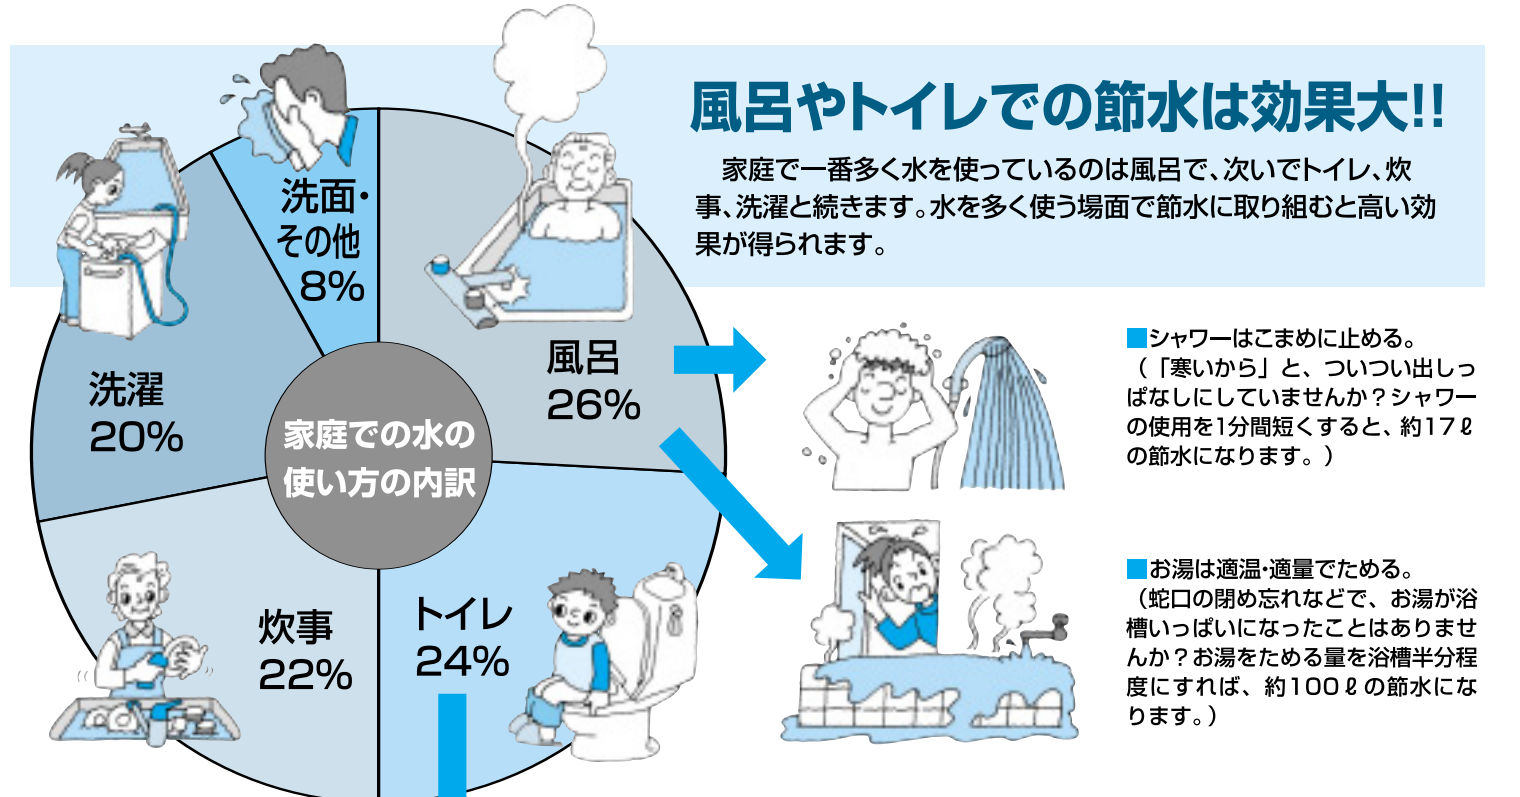 風呂やトイレでの節水は効果大!!
　家庭で一番多く水を使っているのは風呂で、次いでトイレ、炊
事、洗濯と続きます。水を多く使う場面で節水に取り組むと高い効
果が得られます。
洗面・
その他
8%
風呂
26%
洗濯
20%
家庭での水の
使い方の内訳
炊事
22%
トイレ
24%
■シャワーはこまめに止める。
（「寒いから」と、ついつい出しっ
ぱなしにしていませんか？シャワー
の使用を1分間短くすると、約17ℓ
の節水になります。）
■お湯は適温・適量でためる。
（蛇口の閉め忘れなどで、お湯が浴
槽いっぱいになったことはありませ
んか？お湯をためる量を浴槽半分程
度にすれば、約100ℓの節水にな
ります。）